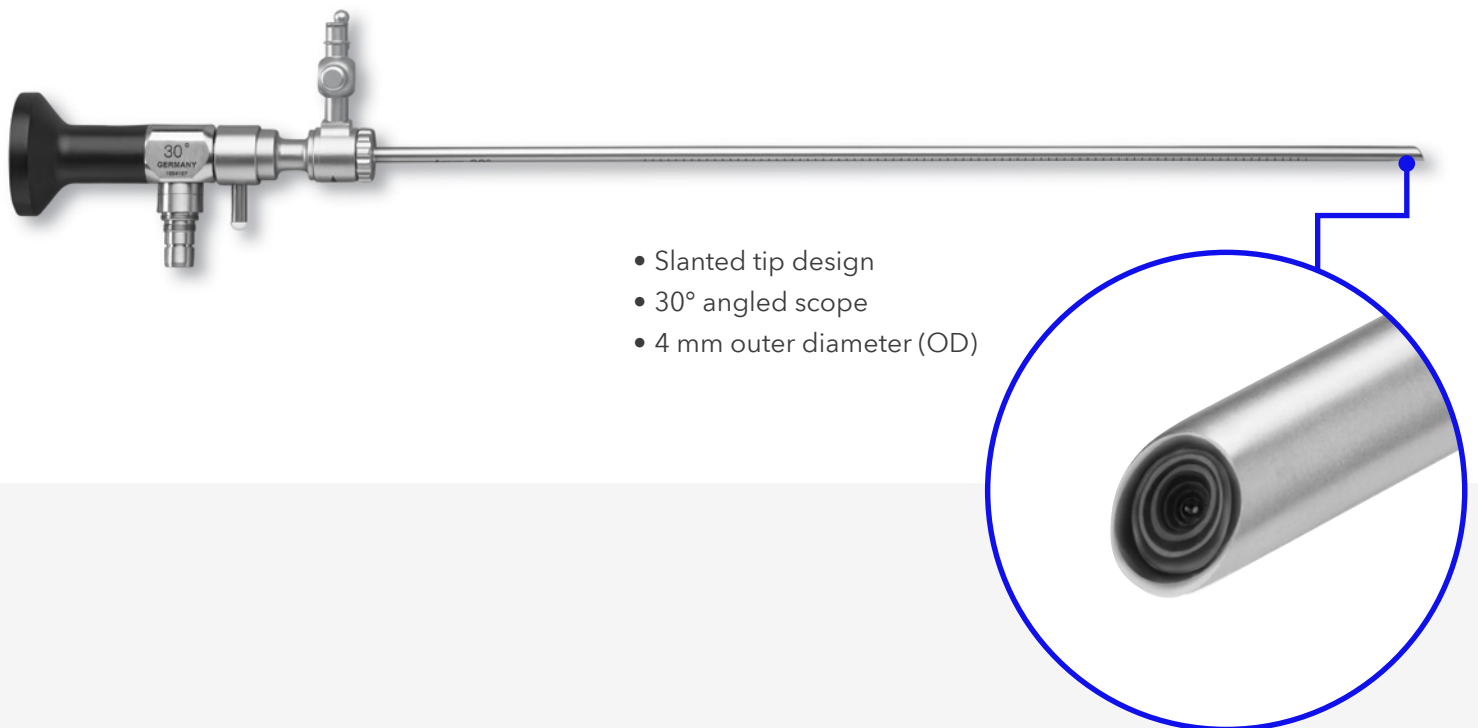 30°
GERMANY
• Slanted tip design
• 30° angled scope
• 4 mm outer diameter (OD)